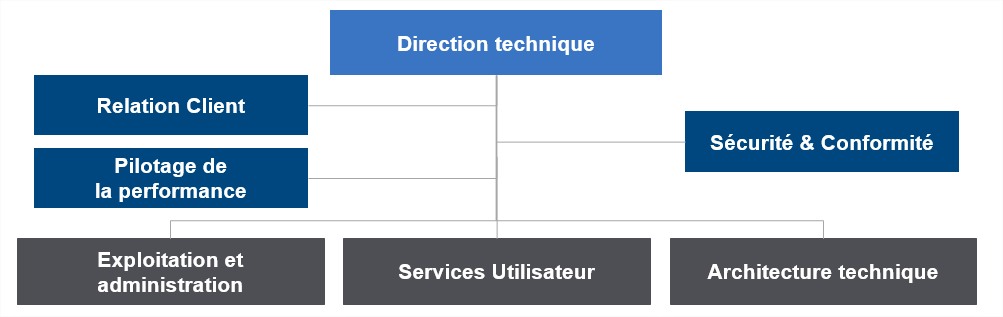 Direction technique
Relation Client
Sécurité & Conformité
Pilotage de
la performance
Exploitation et
administration
Services Utilisateur
Architecture technique